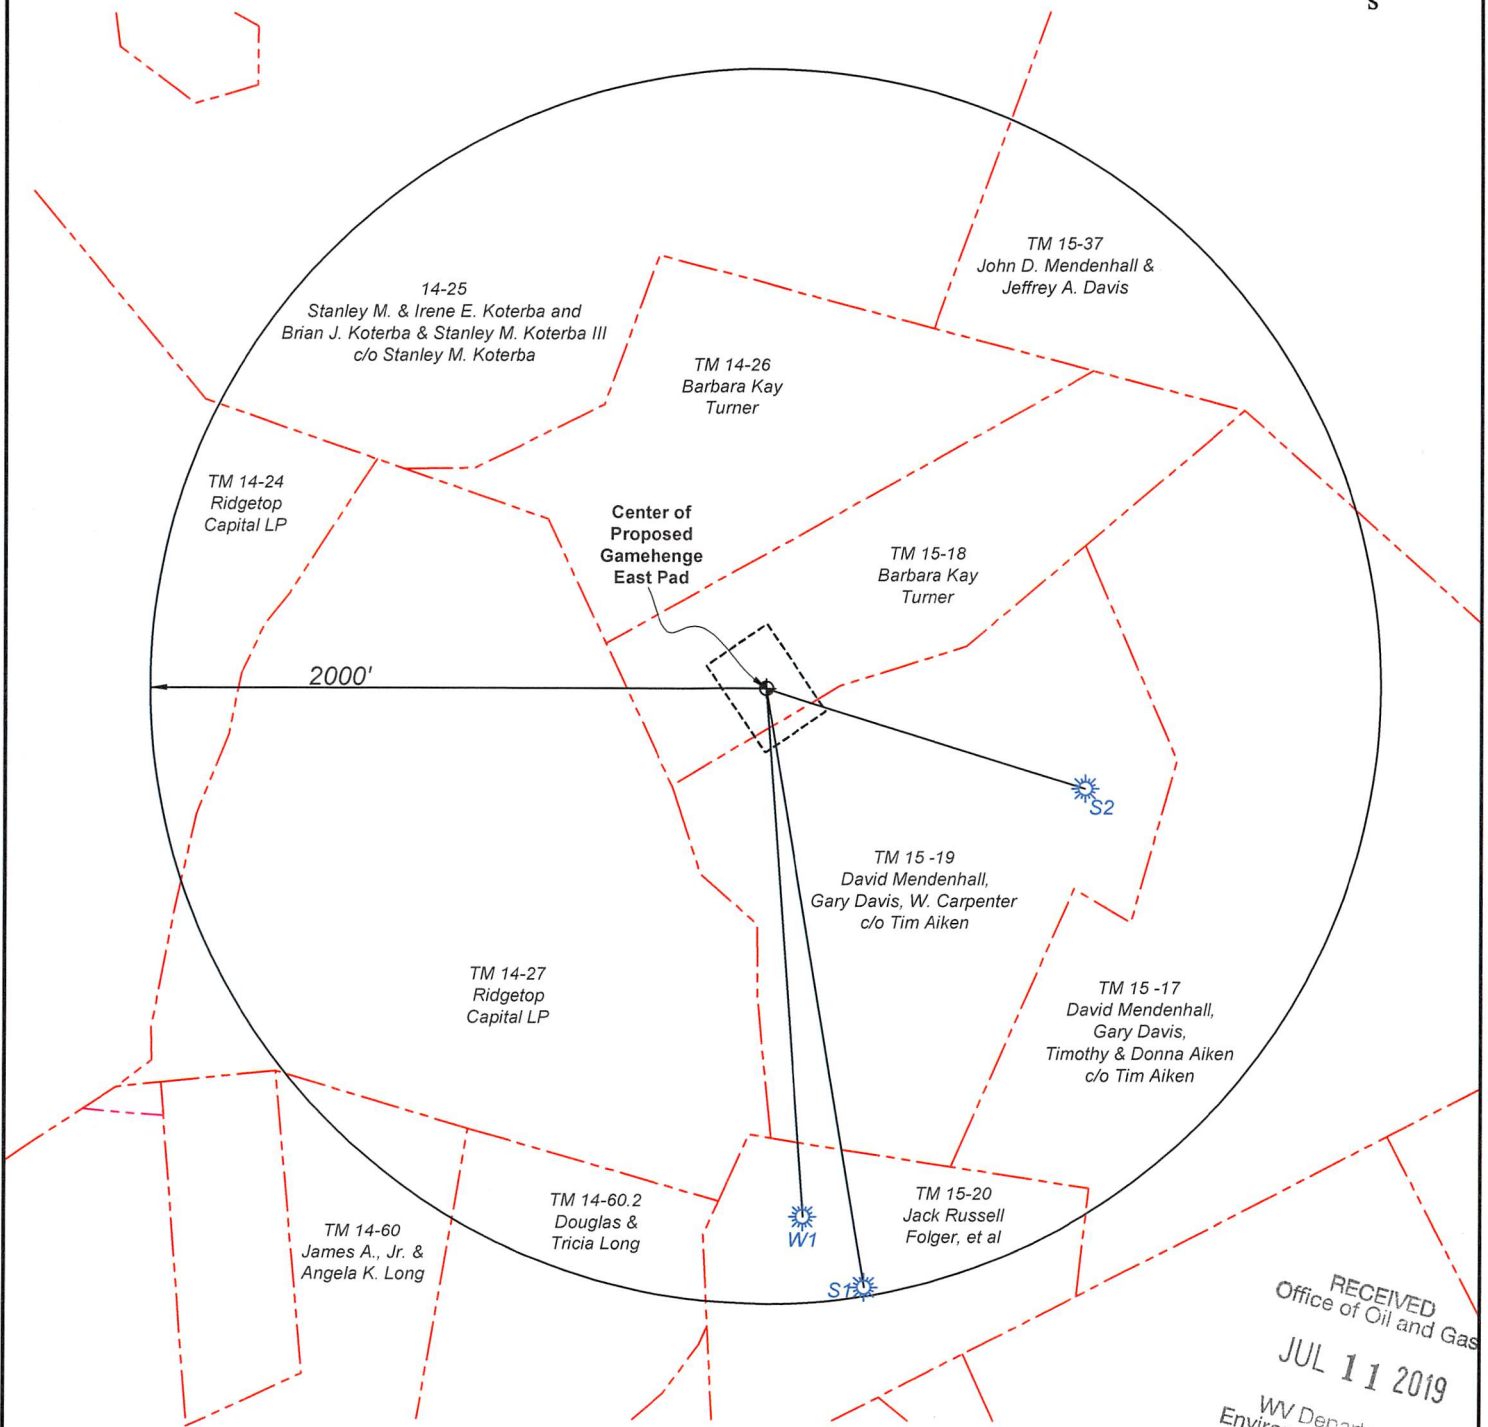 S
TM 15-37
John D. Mendenhall &
Jeffrey A. Davis
14-25
Stanley M. & Irene E. Koterba and
Brian J. Koterba & Stanley M. Koterba III
c/o Stanley M. Koterba
TM 14-26
Barbara Kay
Turner
TM 14-24
Ridgetop
Capital LP
Center of
Proposed
Gamehenge
East Pad
TM 15-18
Barbara Kay
Turner
2000'
S2
TM 15 -19
David Mendenhall,
Gary Davis, W. Carpenter
c/o Tim Aiken
TM 14-27
Ridgetop
Capital LP
TM 15 -17
David Mendenhall,
Gary Davis,
Timothy & Donna Aiken
c/o Tim Aiken
TM 14-60.2
Douglas &
Tricia Long
TM 15-20
Jack Russell
Folger, et al
W1
TM 14-60
James A., Jr. &
Angela K. Long
S1
RECEIVED
Office of Oil and Gas
JUL 11 2019
WV